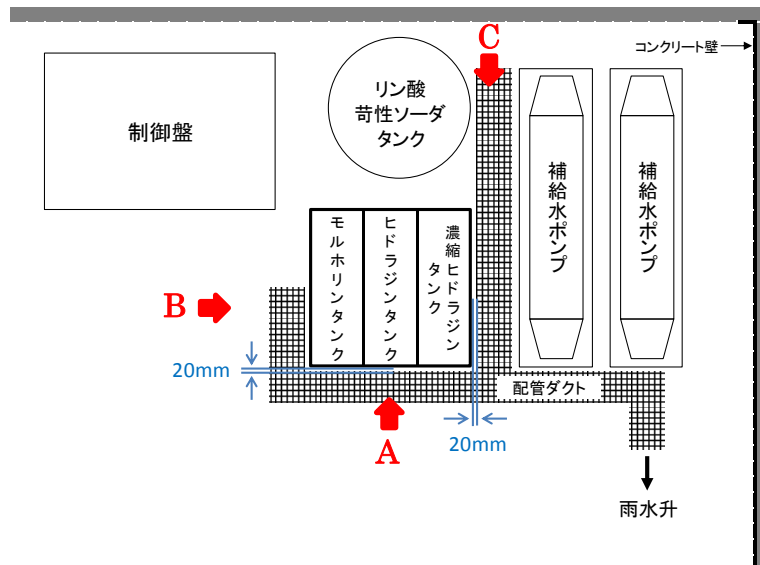 C
コンクリート壁
制御盤
リン酸
苛性ソーダ
タンク
補給水ポンプ
補給水ポンプ
モルホリンタンク
ヒドラジンタンク
濃縮ヒドラジン
タンク
B
20mm
配管ダクト
A
20mm
雨水升